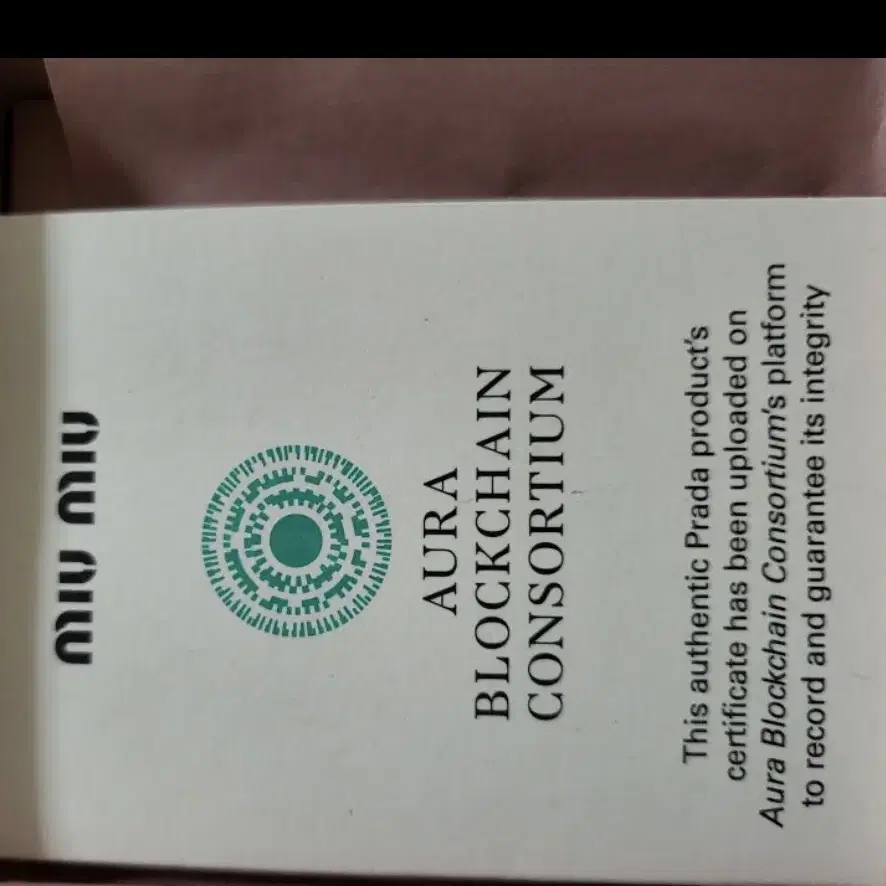 miu miu
AURA
BLOCKCHAIN
CONSORTIUM
This authentic Prada product's
certificate has been uploaded on
Aura Blockchain Consortium's platform
to record and guarantee its integrity